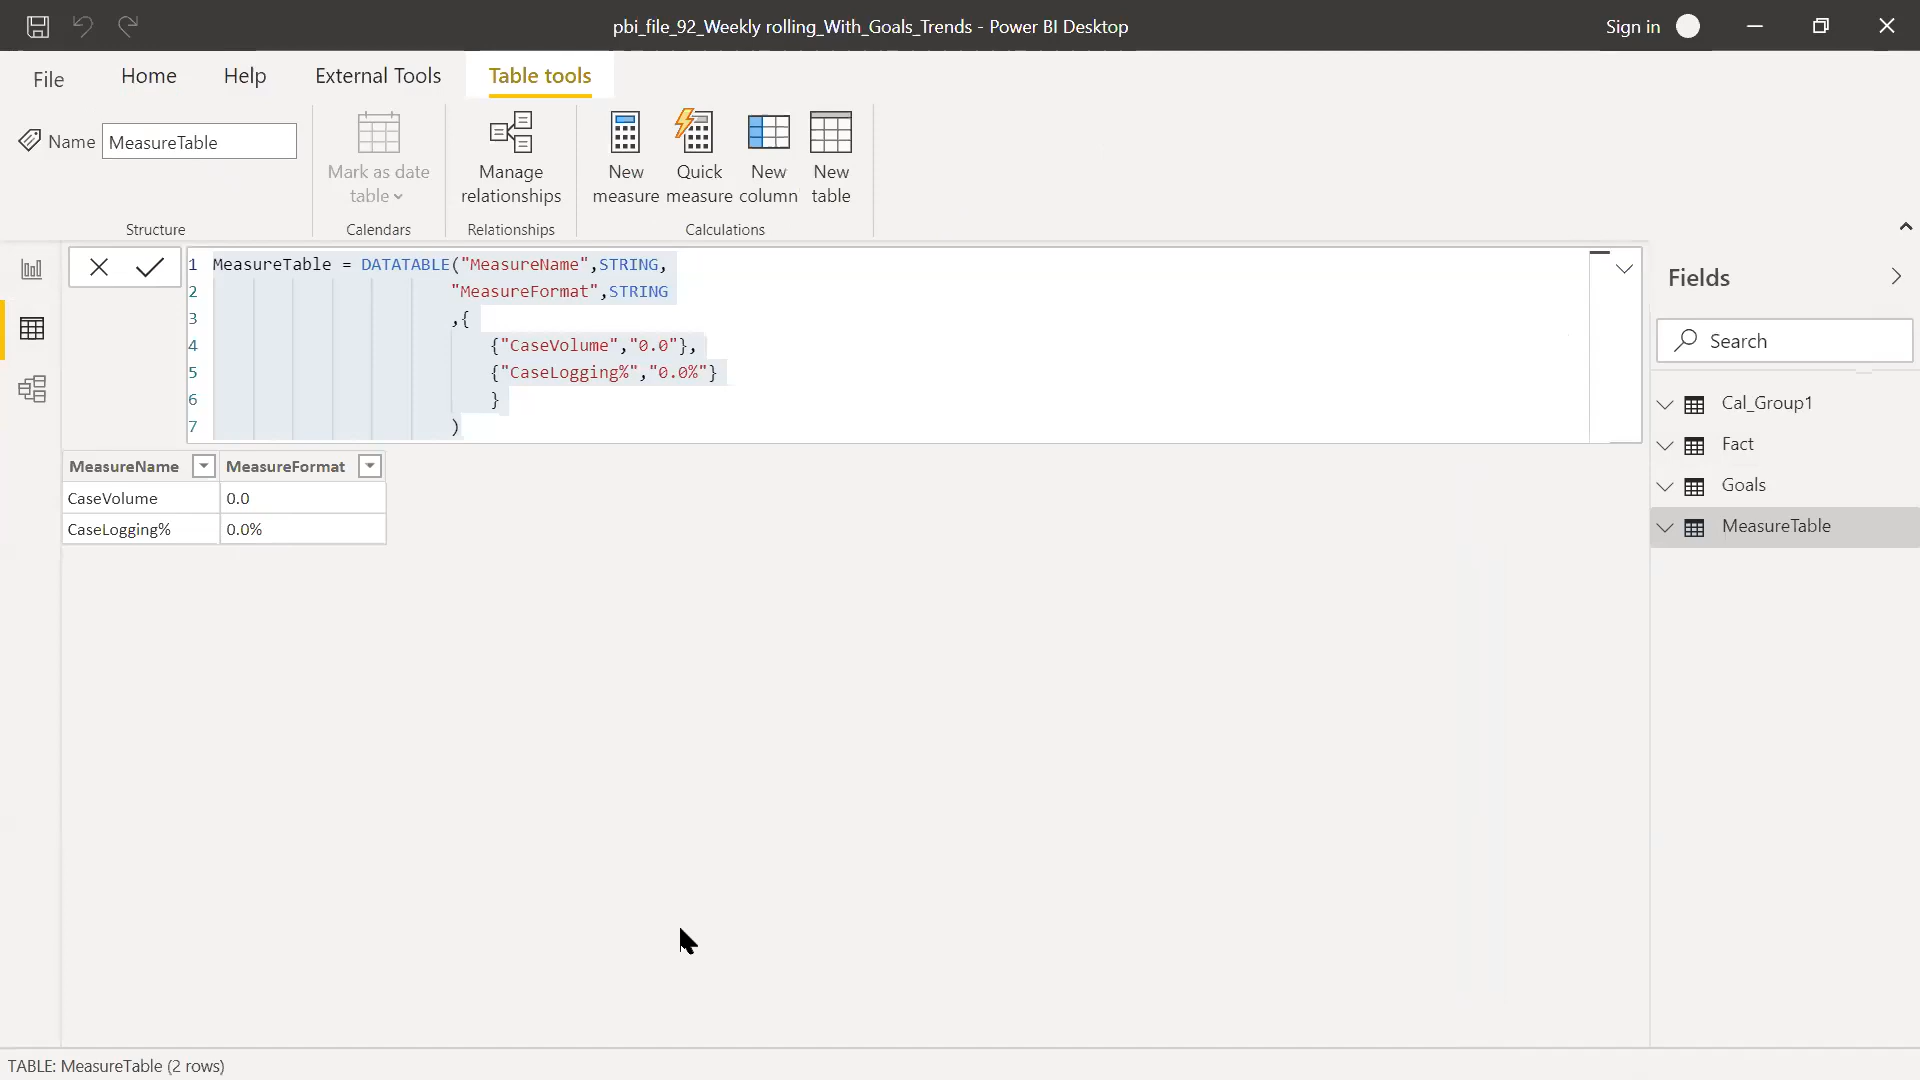 pbi_file_92_Weekly rolling_With_Goals_Trends - Power BI Desktop
Sign in
File
Home
Help
External Tools
Table tools
Name
MeasureTable
Mark as date
table
Manage
relationships
New
measure
Quick
measure
New
column
New
table
Structure
Calendars
Relationships
Calculations
1 MeasureTable = DATATABLE("MeasureName",STRING,
2 "MeasureFormat",STRING
3 ,{
4 {"CaseVolume","0.0"},
5 {"CaseLogging%","0.0%"}
6 }
7 )
Fields
Search
Cal_Group1
Fact
Goals
MeasureTable
MeasureName MeasureFormat
CaseVolume 0.0
CaseLogging% 0.0%
TABLE: MeasureTable (2 rows)